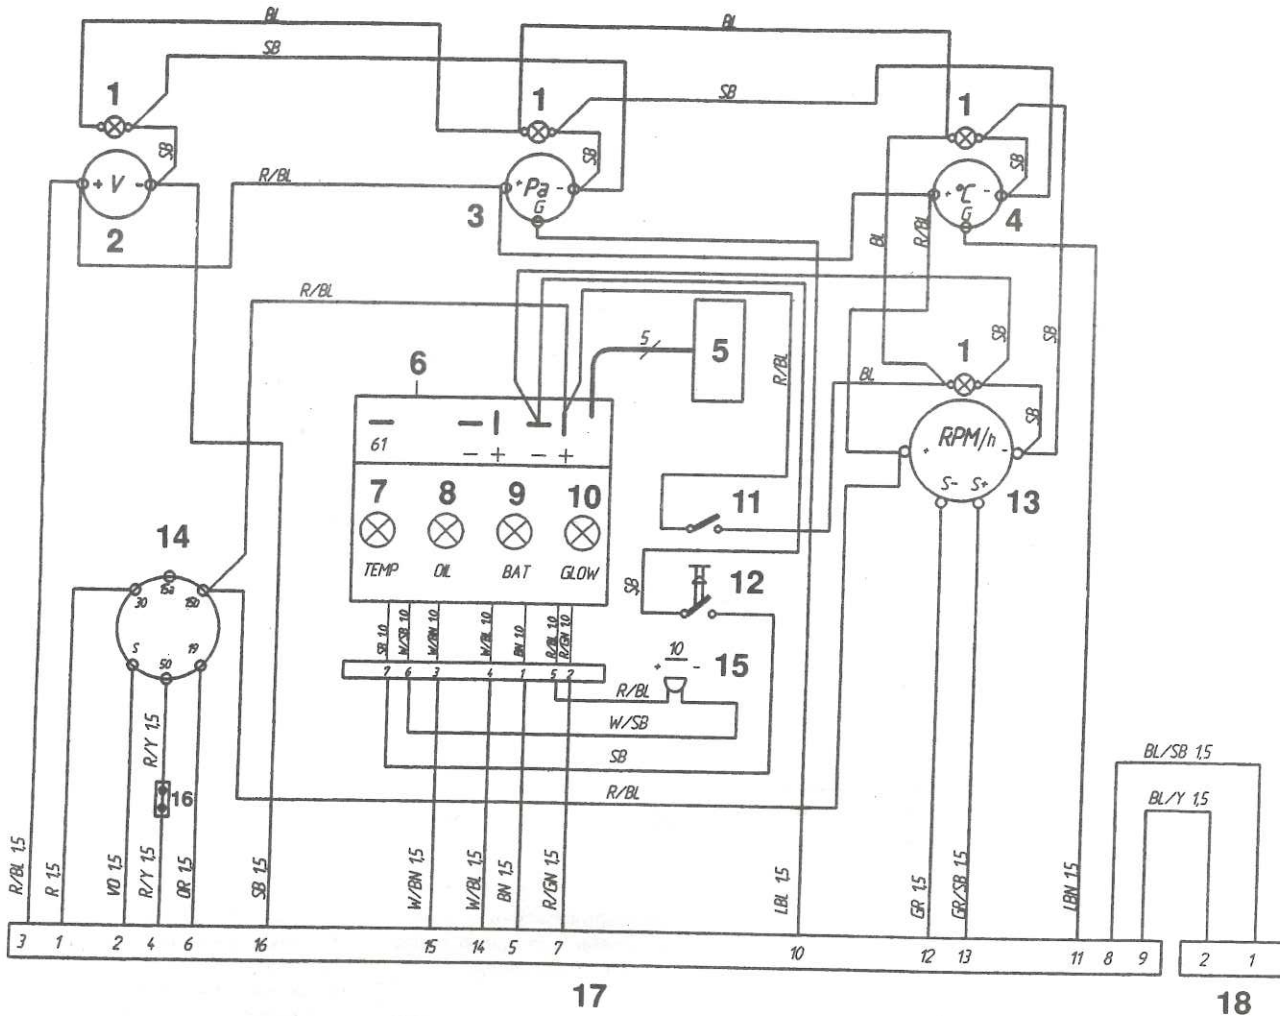 BL
BL
SB
SB
1
1
1
SB
SB
SB
+ V -
R/BL
+ Pa -
G
+ °C -
G
2
3
4
BL
R/BL
R/BL
5
5
6
R/BL
SB
SB
1
BL
SB
61
- + - +
RPM/h
+ -
S- S+
13
7 8 9 10
11
TEMP OIL BAT GLOW
14
30 15a
S 50 19
12
SB
SB 1.0
W/SB 1.0
W/BN 1.0
W/BL 1.0
BN 1.0
R/BL 1.0
R/GN 1.0
7 6 3 4 1 5 2
10
+ -
15
R/BL
W/SB
SB
R/BL
R/Y 1,5
16
BL/SB 1,5
BL/Y 1,5
R/BL 1,5
R 1,5
VO 1,5
R/Y 1,5
OR 1,5
SB 1,5
W/BN 1,5
W/BL 1,5
BN 1,5
R/GN 1,5
LBL 1,5
GR 1,5
GR/SB 1,5
LBN 1,5
3 1 2 4 6 16 15 14 5 7 10 12 13 11 8 9
2 1
17
18